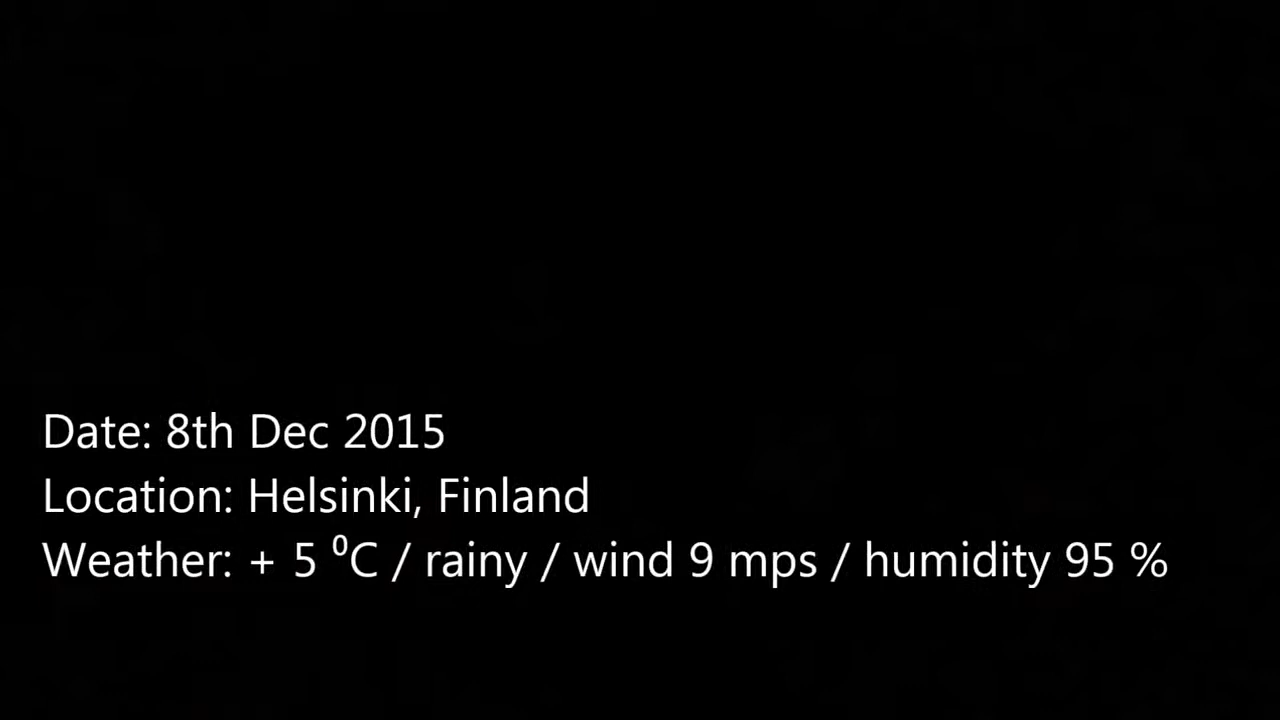 Date: 8th Dec 2015
Location: Helsinki, Finland
Weather: + 5 ⁰C / rainy / wind 9 mps / humidity 95 %